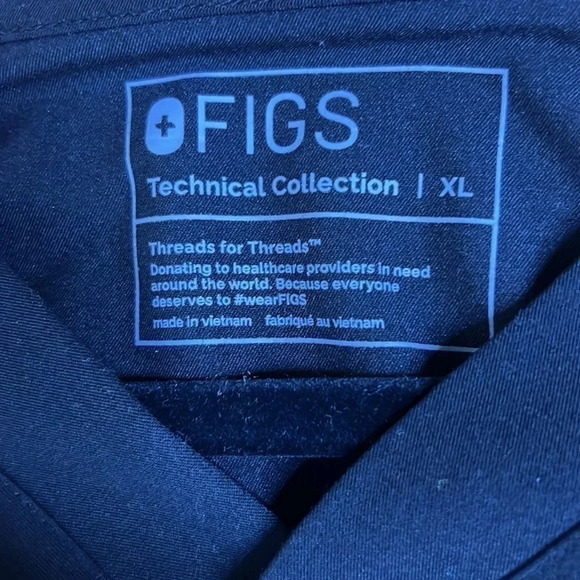 FIGS
Technical Collection | XL
Threads for Threads™
Donating to healthcare providers in need
around the world. Because everyone
deserves to #wearFIGS
made in vietnam fabriqué au vietnam